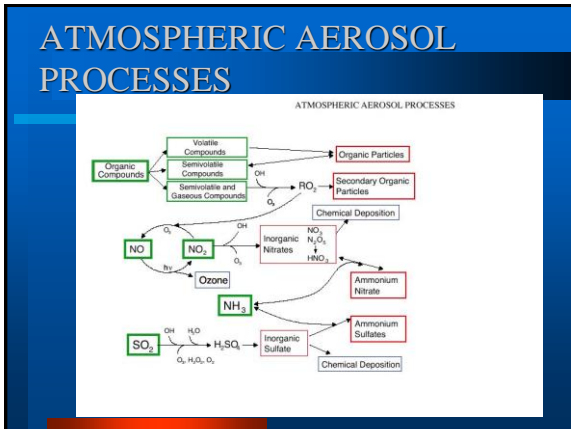 ATMOSPHERIC AEROSOL
PROCESSES
ATMOSPHERIC AEROSOL PROCESSES
Volatile
Compounds
Organic
Compounds
Semivolatile
Compounds
Organic Particles
Semivolatile and
Gaseous Compounds
OH
O₃
RO₂
Secondary Organic
Particles
Chemical Deposition
O₃
OH
NO
NO₂
O₃
Inorganic
Nitrates
NO₃
N₂O₅
HNO₃
hν
Ozone
Ammonium
Nitrate
NH₃
SO₂
OH
H₂O
O₃, H₂O₂, O₂
H₂SO₄
Inorganic
Sulfate
Ammonium
Sulfates
Chemical Deposition